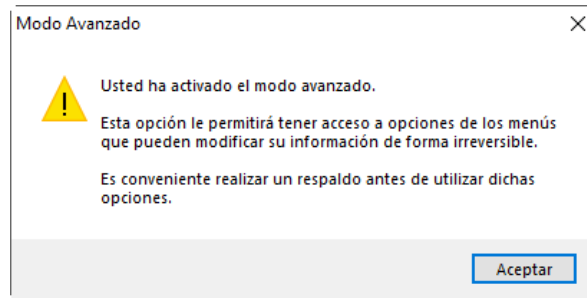 Modo Avanzado
Usted ha activado el modo avanzado.
Esta opción le permitirá tener acceso a opciones de los menús
que pueden modificar su información de forma irreversible.
Es conveniente realizar un respaldo antes de utilizar dichas
opciones.
Aceptar